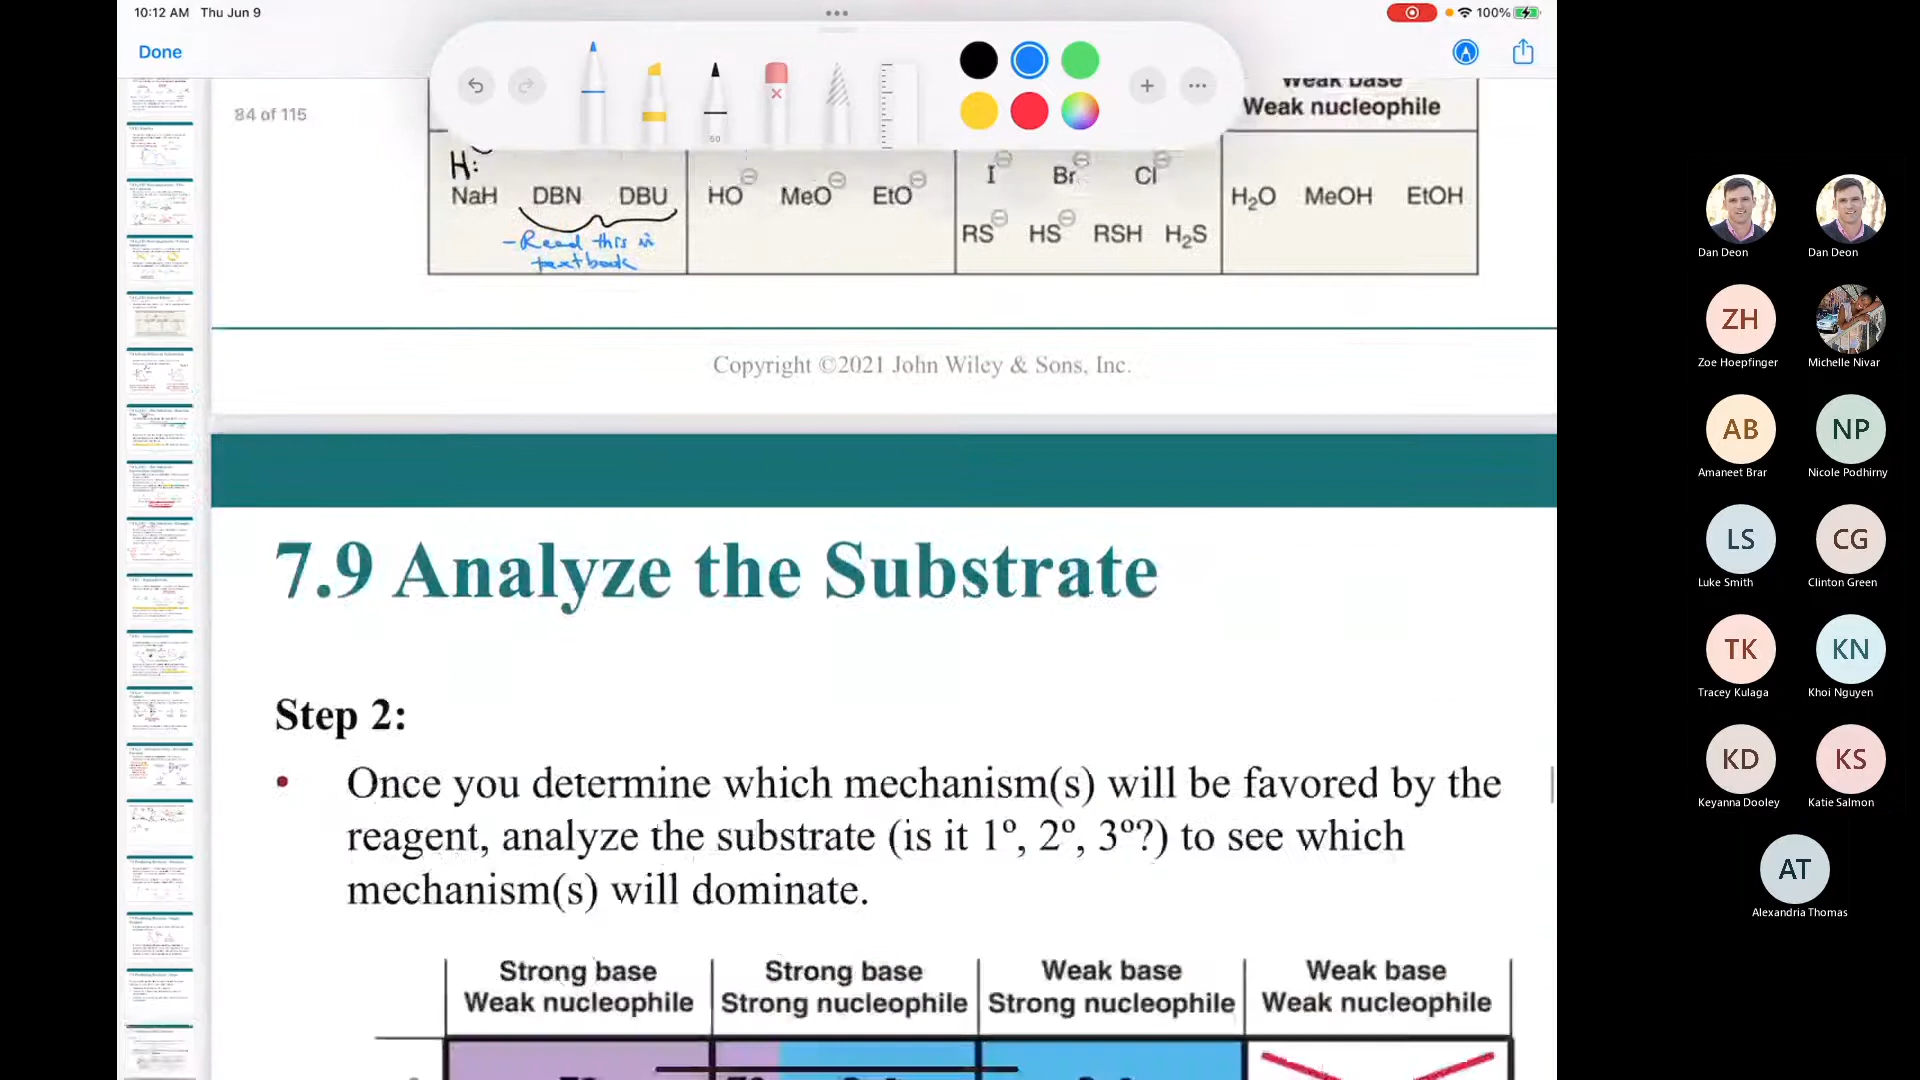 10:12 AM Thu Jun 9
100%
Done
84 of 115
50
Weak base
Weak nucleophile
H:
NaH DBN DBU
HO⊖ MeO⊖ EtO⊖
I⊖ Br⊖ Cl⊖
RS⊖ HS⊖ RSH H₂S
H₂O MeOH EtOH
-Read this in
textbook
Copyright ©2021 John Wiley & Sons, Inc.
7.9 Analyze the Substrate
Step 2:
• Once you determine which mechanism(s) will be favored by the
reagent, analyze the substrate (is it 1º, 2º, 3º?) to see which
mechanism(s) will dominate.
Strong base
Weak nucleophile
Strong base
Strong nucleophile
Weak base
Strong nucleophile
Weak base
Weak nucleophile
Dan Deon
Dan Deon
ZH
Zoe Hoepfinger
Michelle Nivar
AB
Amaneet Brar
NP
Nicole Podhirny
LS
Luke Smith
CG
Clinton Green
TK
Tracey Kulaga
KN
Khoi Nguyen
KD
Keyanna Dooley
KS
Katie Salmon
AT
Alexandria Thomas